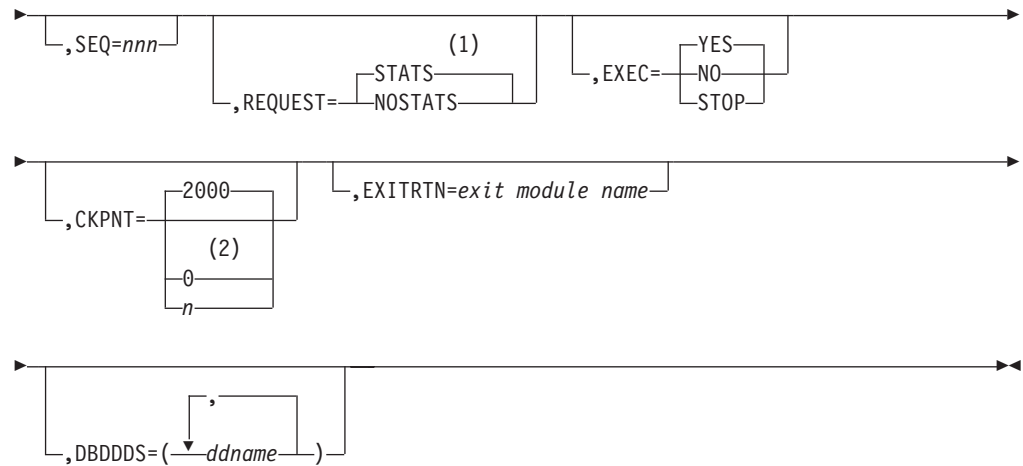 ,SEQ=nnn
(1)
,REQUEST= STATS
NOSTATS
,EXEC= YES
NO
STOP
,CKPNT= 2000
(2)
0
n
,EXITRTN=exit module name
,
,DBDDDS=( ddname )